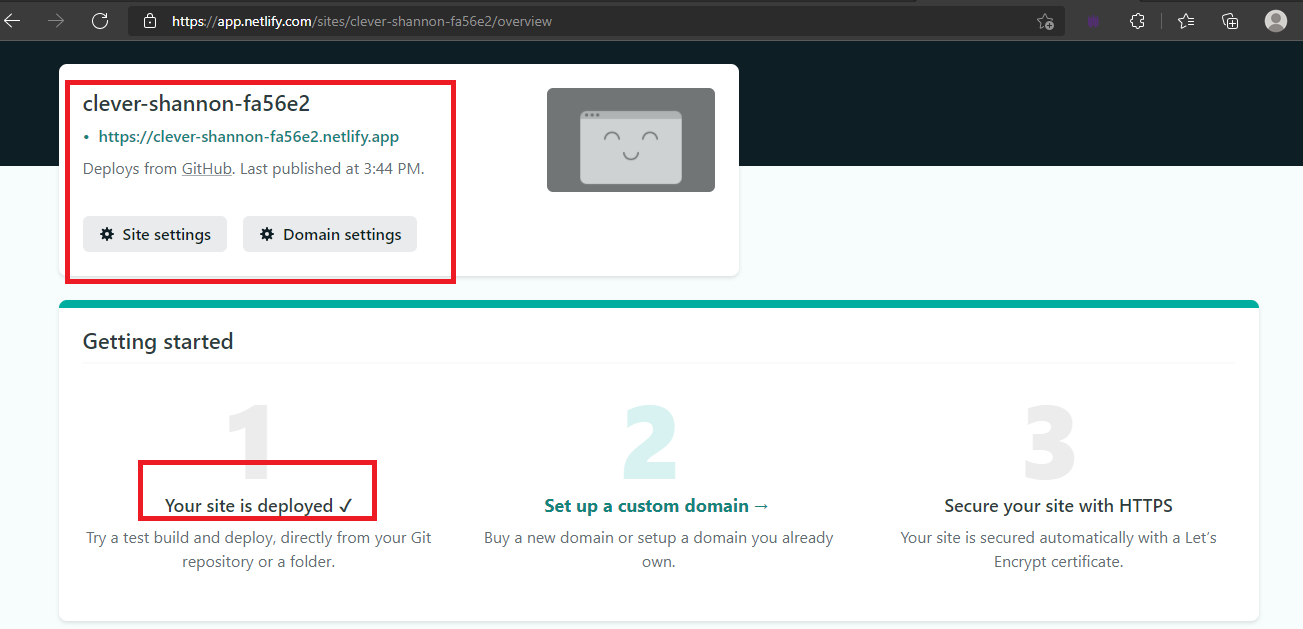 https://app.netlify.com/sites/clever-shannon-fa56e2/overview
clever-shannon-fa56e2
• https://clever-shannon-fa56e2.netlify.app
Deploys from GitHub. Last published at 3:44 PM.
Site settings Domain settings
Getting started
1 2 3
Your site is deployed ✓ Set up a custom domain → Secure your site with HTTPS
Try a test build and deploy, directly from your Git Buy a new domain or setup a domain you already Your site is secured automatically with a Let’s
repository or a folder. own. Encrypt certificate.